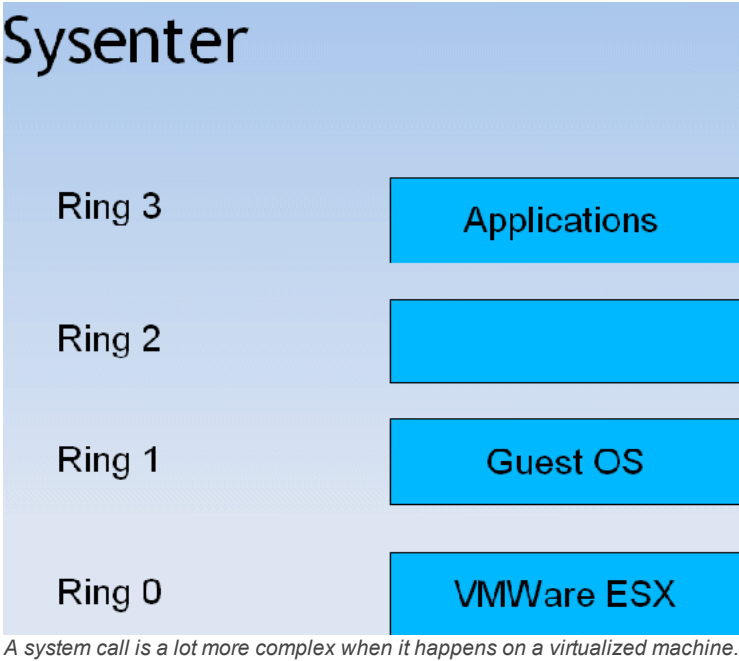 Sysenter
Ring 3
Applications
Ring 2
Ring 1
Guest OS
Ring 0
VMWare ESX
A system call is a lot more complex when it happens on a virtualized machine.